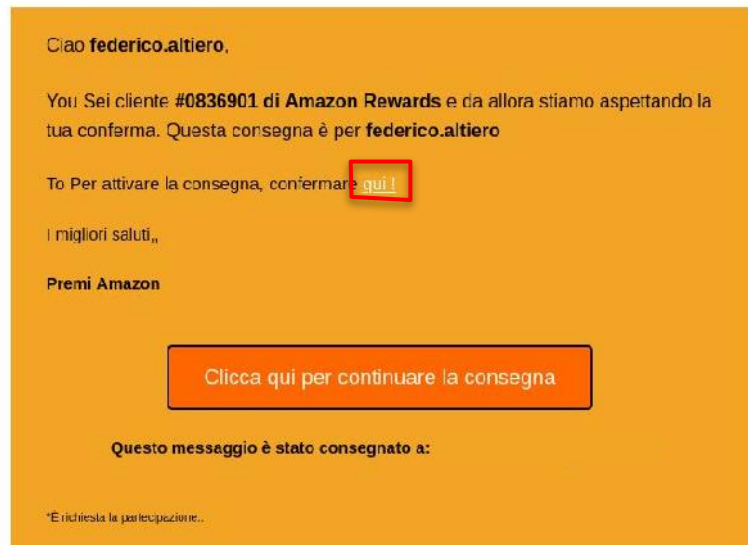 Ciao federico.altiero,
You Sei cliente #0836901 di Amazon Rewards e da allora stiamo aspettando la
tua conferma. Questa consegna è per federico.altiero
To Per attivare la consegna, confermare qui !
I migliori saluti,,
Premi Amazon
Clicca qui per continuare la consegna
Questo messaggio è stato consegnato a:
*È richiesta la partecipazione..